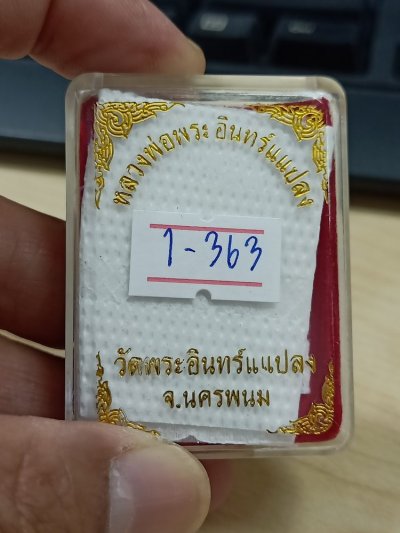 หลวงพ่อพระอินทร์แแปลง
1-363
วัดพระอินทร์แแปลง
จ.นครพนม